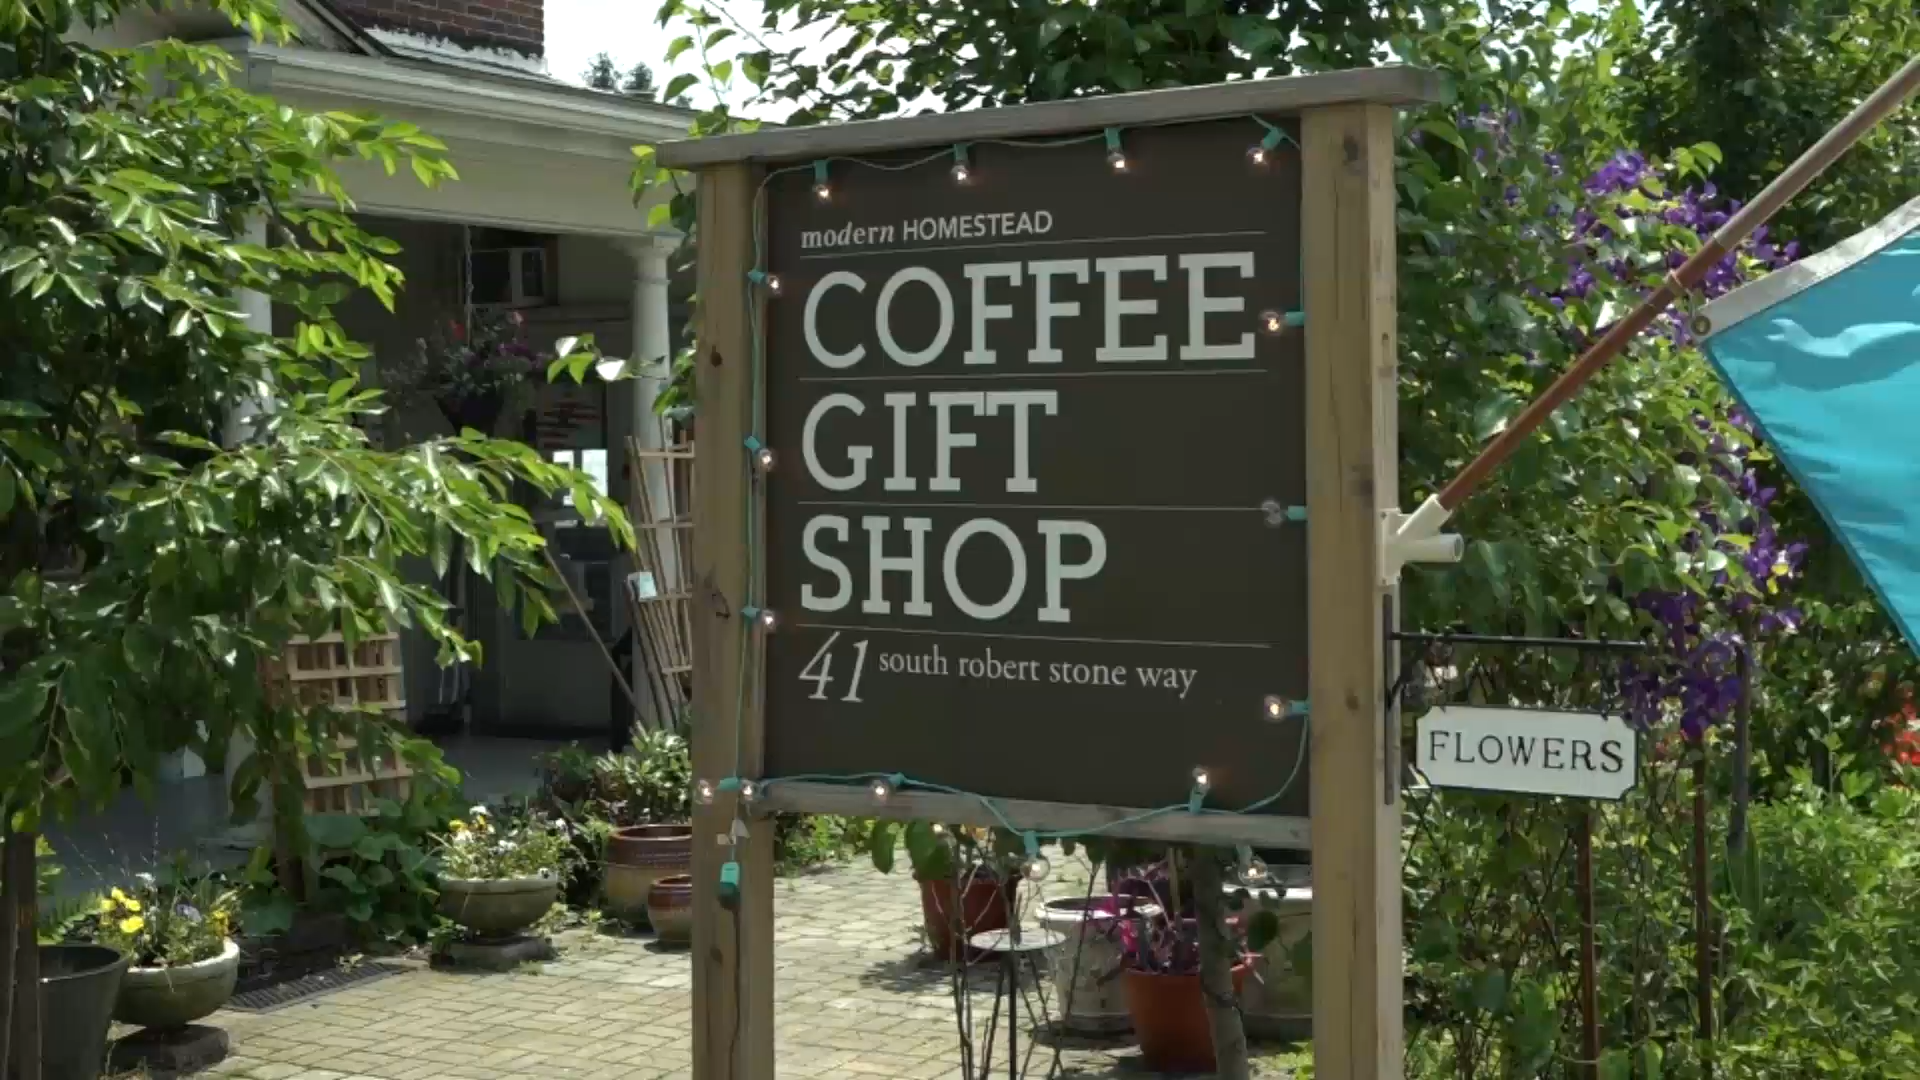 modern HOMESTEAD
COFFEE
GIFT
SHOP
41 south robert stone way
FLOWERS